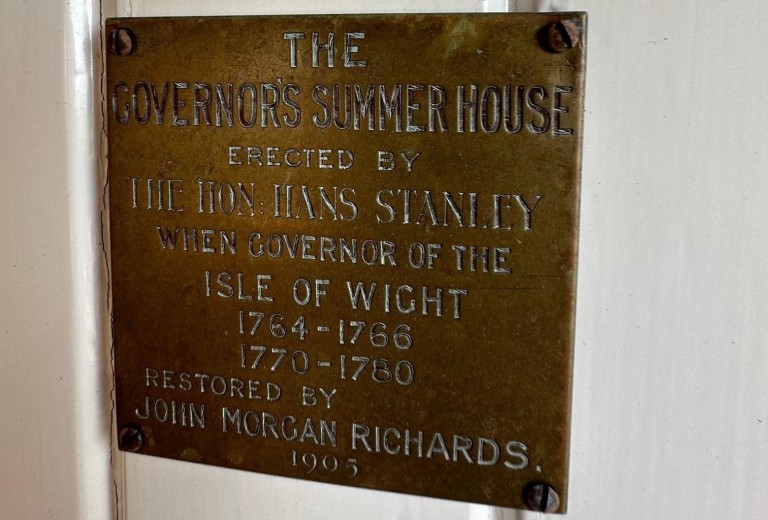 THE
GOVERNOR'S SUMMER HOUSE
ERECTED BY
THE HON: HANS STANLEY
WHEN GOVERNOR OF THE
ISLE OF WIGHT
1764-1766
1770-1780
RESTORED BY
JOHN MORGAN RICHARDS.
1905